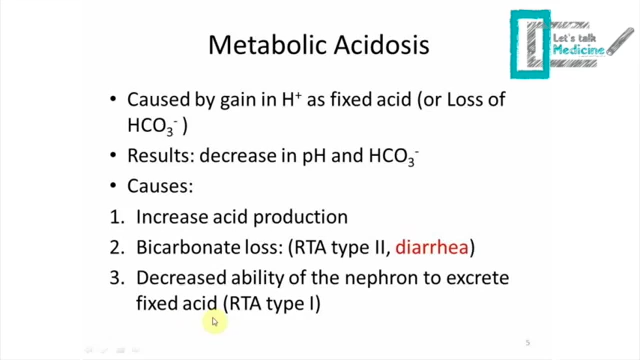 Let's talk
Medicine
Metabolic Acidosis
• Caused by gain in H⁺ as fixed acid (or Loss of
HCO₃⁻ )
• Results: decrease in pH and HCO₃⁻
• Causes:
1. Increase acid production
2. Bicarbonate loss: (RTA type II, diarrhea)
3. Decreased ability of the nephron to excrete
fixed acid (RTA type I)
5